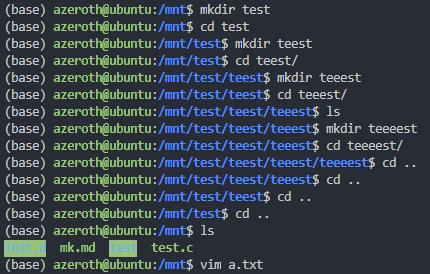 (base) azeroth@ubuntu:/mnt$ mkdir test
(base) azeroth@ubuntu:/mnt$ cd test
(base) azeroth@ubuntu:/mnt/test$ mkdir teest
(base) azeroth@ubuntu:/mnt/test$ cd teest/
(base) azeroth@ubuntu:/mnt/test/teest$ mkdir teeest
(base) azeroth@ubuntu:/mnt/test/teest$ cd teeest/
(base) azeroth@ubuntu:/mnt/test/teest/teeest$ ls
(base) azeroth@ubuntu:/mnt/test/teest/teeest$ mkdir teeeest
(base) azeroth@ubuntu:/mnt/test/teest/teeest$ cd teeeest/
(base) azeroth@ubuntu:/mnt/test/teest/teeest/teeeest$ cd ..
(base) azeroth@ubuntu:/mnt/test/teest/teeest$ cd ..
(base) azeroth@ubuntu:/mnt/test/teest$ cd ..
(base) azeroth@ubuntu:/mnt/test$ cd ..
(base) azeroth@ubuntu:/mnt$ ls
init.d mk.md test test.c
(base) azeroth@ubuntu:/mnt$ vim a.txt